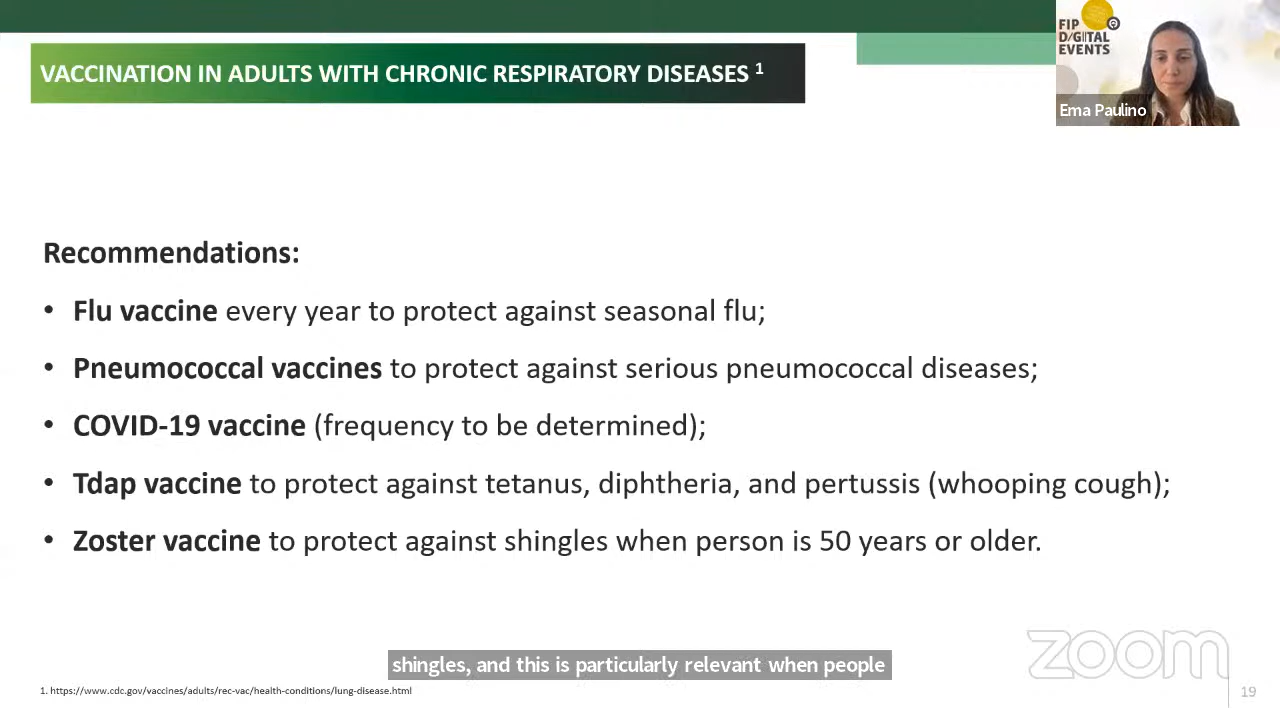 VACCINATION IN ADULTS WITH CHRONIC RESPIRATORY DISEASES 1
FIP
DIGITAL
EVENTS
Ema Paulino
Recommendations:
• Flu vaccine every year to protect against seasonal flu;
• Pneumococcal vaccines to protect against serious pneumococcal diseases;
• COVID-19 vaccine (frequency to be determined);
• Tdap vaccine to protect against tetanus, diphtheria, and pertussis (whooping cough);
• Zoster vaccine to protect against shingles when person is 50 years or older.
zoom
shingles, and this is particularly relevant when people
1. https://www.cdc.gov/vaccines/adults/rec-vac/health-conditions/lung-disease.html
19